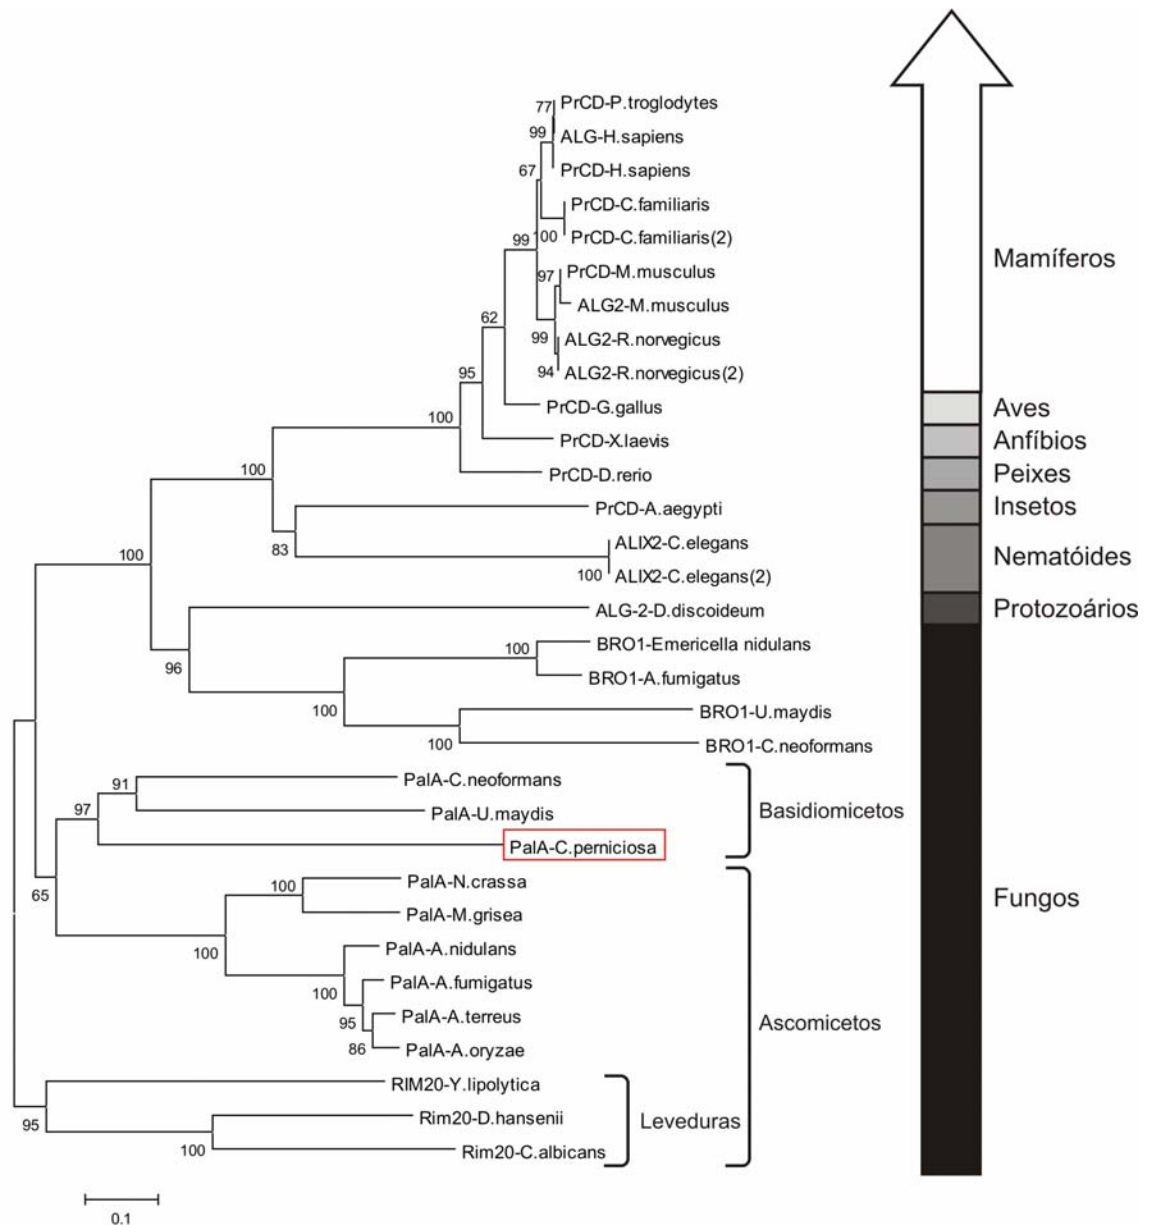 77
PrCD-P.troglodytes
99
ALG-H.sapiens
67
PrCD-H.sapiens
PrCD-C.familiaris
99
100
PrCD-C.familiaris(2)
Mamíferos
97
PrCD-M.musculus
ALG2-M.musculus
62
99
ALG2-R.norvegicus
94
ALG2-R.norvegicus(2)
95
PrCD-G.gallus
Aves
100
PrCD-X.laevis
Anfíbios
100
PrCD-D.rerio
Peixes
PrCD-A.aegypti
Insetos
83
ALIX2-C.elegans
100
Nematóides
100
ALIX2-C.elegans(2)
ALG-2-D.discoideum
Protozoários
96
100
BRO1-Emericella nidulans
BRO1-A.fumigatus
100
BRO1-U.maydis
100
BRO1-C.neoformans
91
PalA-C.neoformans
97
PalA-U.maydis
Basidiomicetos
PalA-C.perniciosa
65
100
PalA-N.crassa
Fungos
PalA-M.grisea
100
PalA-A.nidulans
100
PalA-A.fumigatus
95
PalA-A.terreus
Ascomicetos
86
PalA-A.oryzae
RIM20-Y.lipolytica
95
Rim20-D.hansenii
Leveduras
100
Rim20-C.albicans
0.1